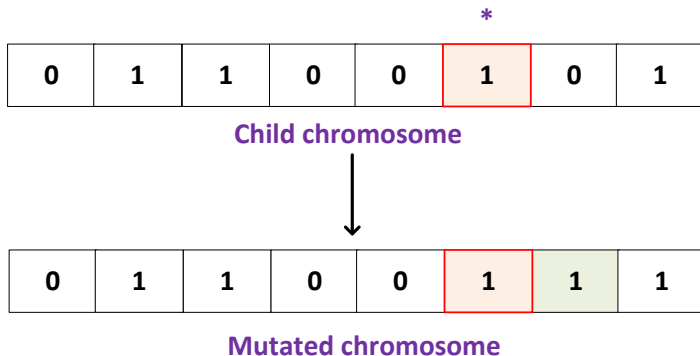 *
0 1 1 0 0 1 0 1
Child chromosome
0 1 1 0 0 1 1 1
Mutated chromosome